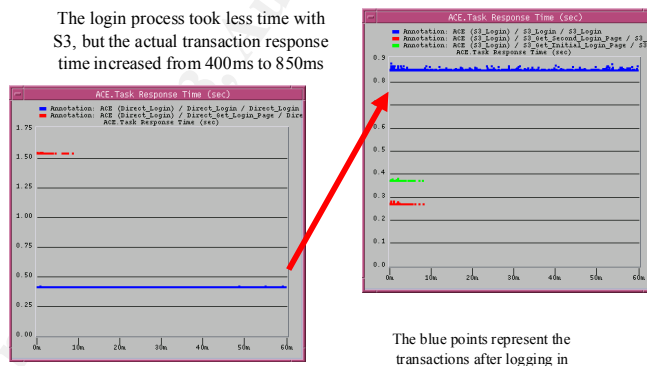 The login process took less time with
S3, but the actual transaction response
time increased from 400ms to 850ms
ACE.Task Response Time (sec)
Annotation: ACE (Direct_Login) / Direct_Login / Direct_Login
Annotation: ACE (Direct_Login) / Direct_Get_Login_Page / Dire
ACE.Task Response Time (sec)
1.75
1.50
1.25
1.00
0.75
0.50
0.25
0.00
0m 10m 20m 30m 40m 50m 60m
ACE.Task Response Time (sec)
Annotation: ACE (S3_Login) / S3_Login / S3_Login
Annotation: ACE (S3_Login) / S3_Get_Second_Login_Page / S3_
Annotation: ACE (S3_Login) / S3_Get_Initial_Login_Page / S3
ACE.Task Response Time (sec)
0.9
0.8
0.6
0.5
0.4
0.3
0.2
0.1
0.0
0m 10m 20m 30m 40m 50m 60m
The blue points represent the
transactions after logging in